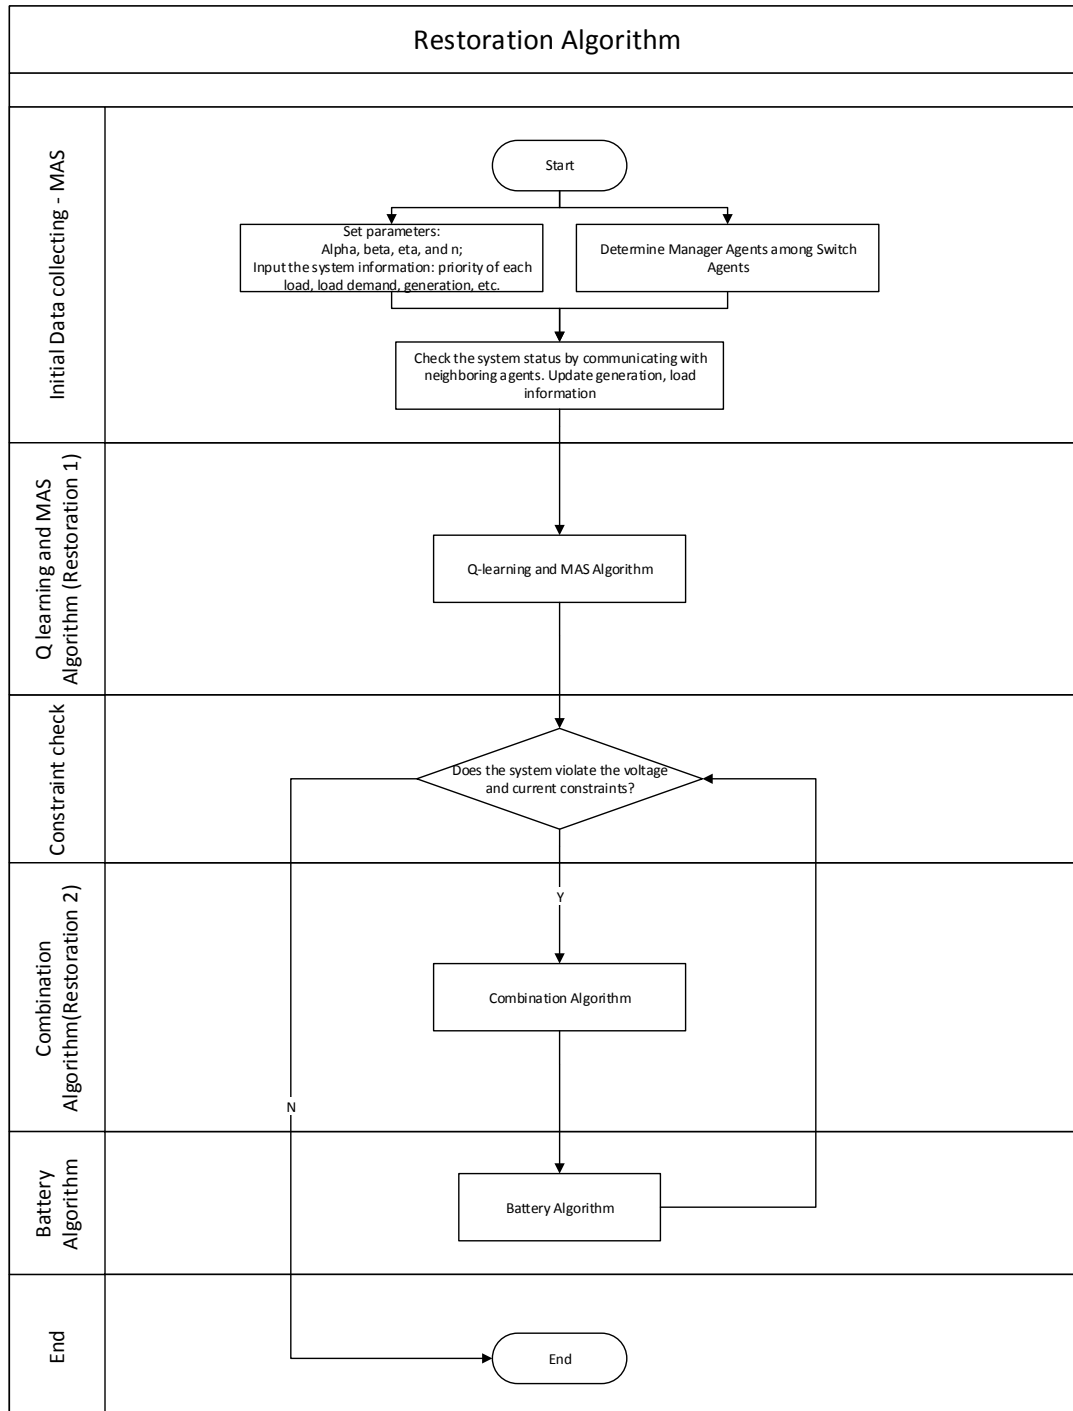 Restoration Algorithm
Initial Data collecting - MAS
Start
Set parameters:
Alpha, beta, eta, and n;
Input the system information: priority of each
load, load demand, generation, etc.
Determine Manager Agents among Switch
Agents
Check the system status by communicating with
neighboring agents. Update generation, load
information
Q learning and MAS
Algorithm (Restoration 1)
Q-learning and MAS Algorithm
Constraint check
Does the system violate the voltage
and current constraints?
Combination
Algorithm(Restoration 2)
Y
Combination Algorithm
N
Battery
Algorithm
Battery Algorithm
End
End